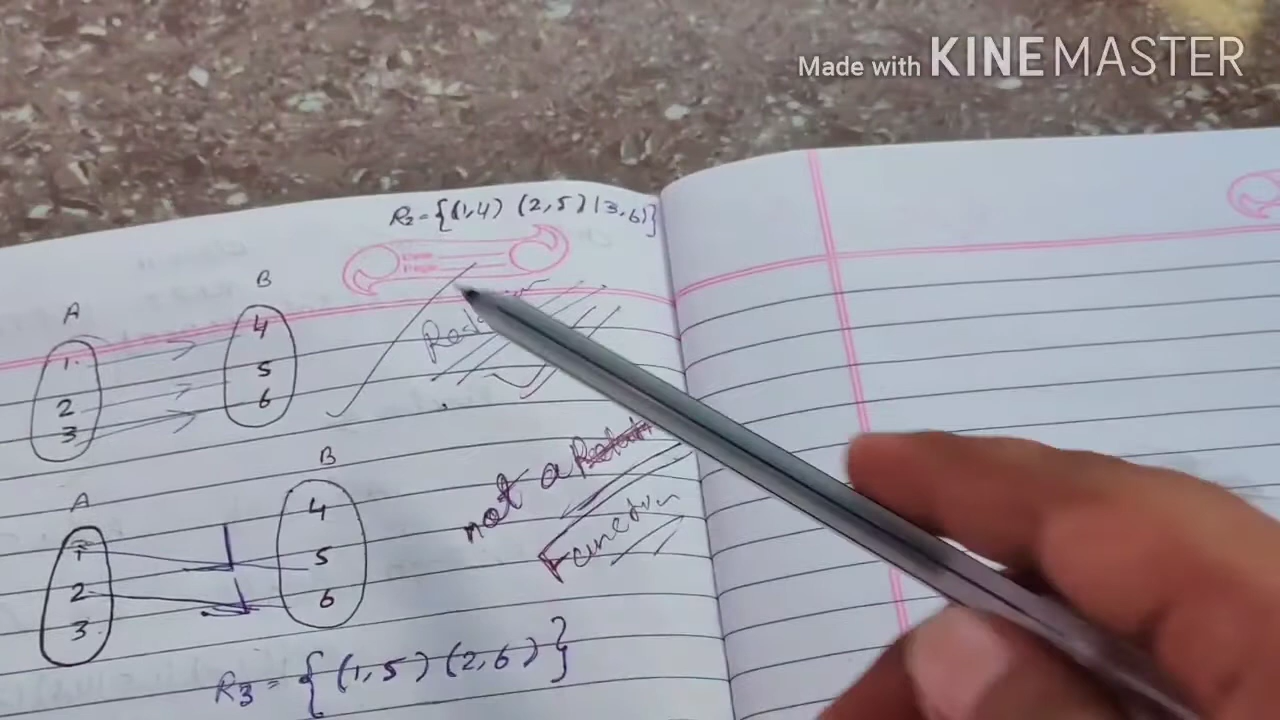 Made with KINEMASTER
R2 = {(1,4) (2,5) (3,6)}
A
B
1
4
2
5
3
6
not a
Function
A
B
1
4
2
5
3
6
R3 = { (1,5) (2,6) }